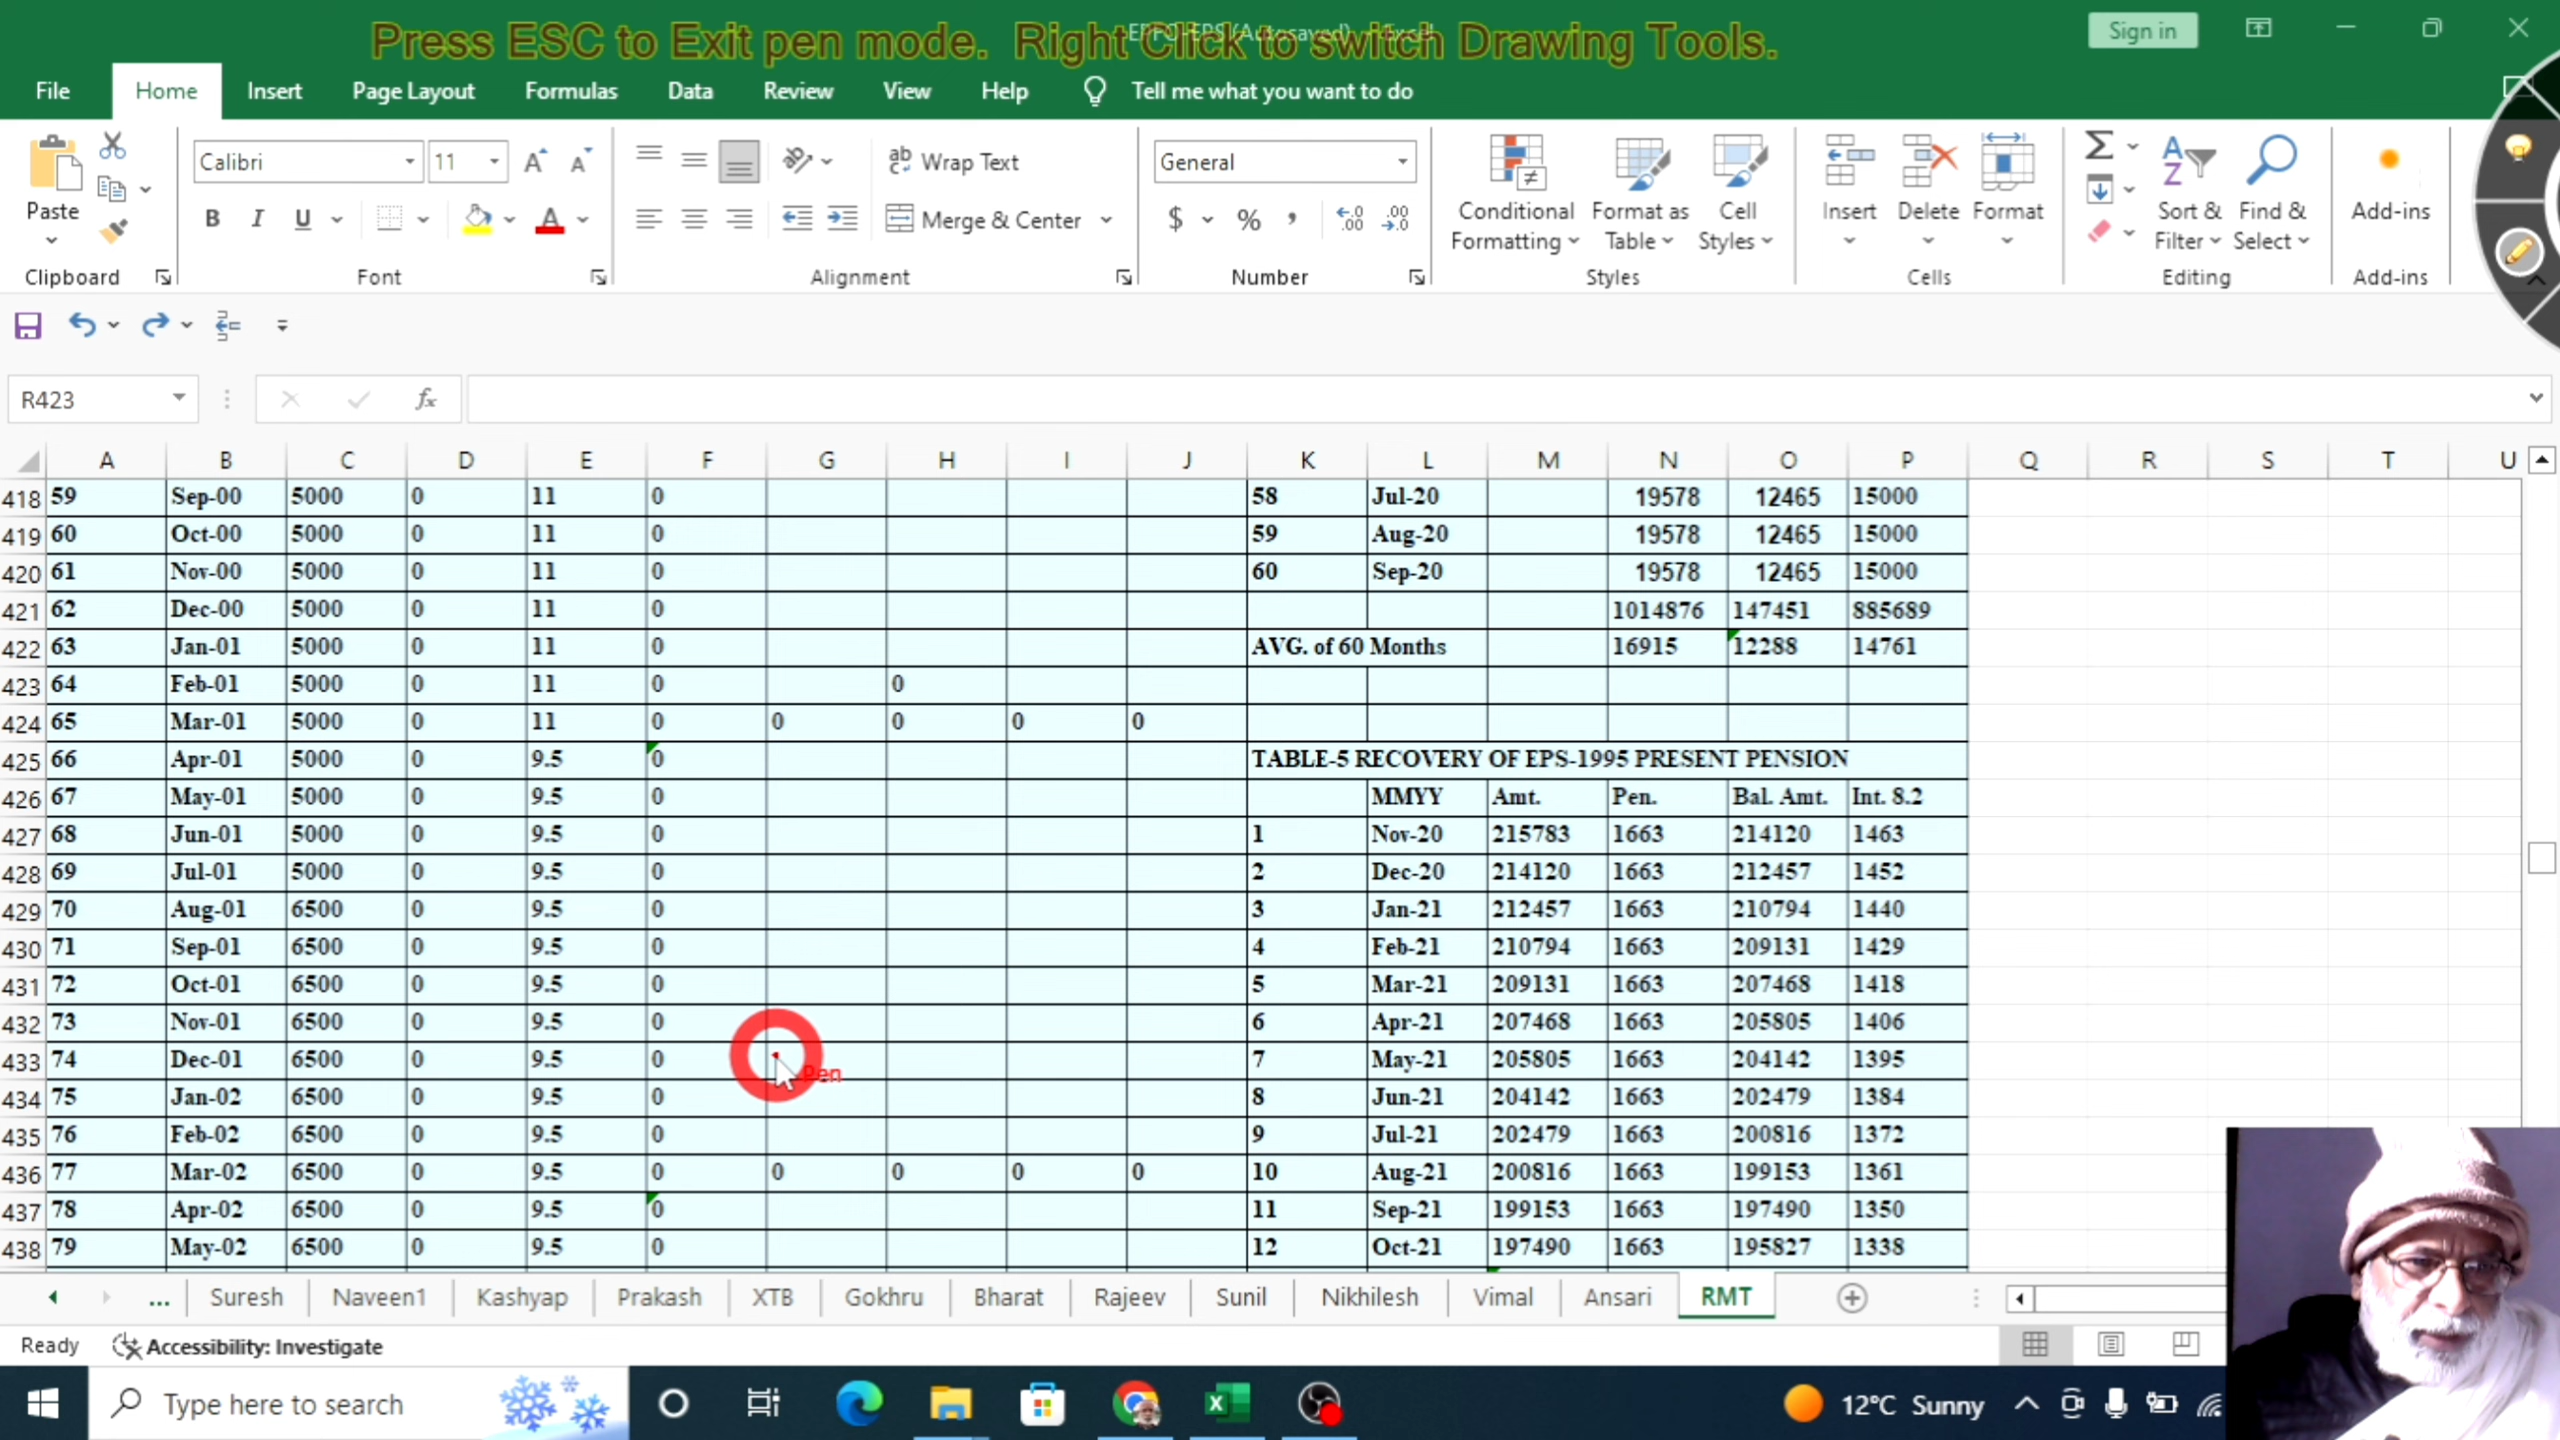 Press ESC to Exit pen mode. Right Click to switch Drawing Tools.
Sign in
File Home Insert Page Layout Formulas Data Review View Help Tell me what you want to do
Calibri 11 Wrap Text General
Paste B I U Merge & Center $ % Conditional Formatting Format as Table Cell Styles Insert Delete Format Sort & Filter Find & Select Add-ins
Clipboard Font Alignment Number Styles Cells Editing Add-ins
R423 fx
A B C D E F G H I J K L M N O P Q R S T U
418 59 Sep-00 5000 0 11 0 58 Jul-20 19578 12465 15000
419 60 Oct-00 5000 0 11 0 59 Aug-20 19578 12465 15000
420 61 Nov-00 5000 0 11 0 60 Sep-20 19578 12465 15000
421 62 Dec-00 5000 0 11 0 1014876 147451 885689
422 63 Jan-01 5000 0 11 0 AVG. of 60 Months 16915 12288 14761
423 64 Feb-01 5000 0 11 0 0
424 65 Mar-01 5000 0 11 0 0 0 0 0
425 66 Apr-01 5000 0 9.5 0 TABLE-5 RECOVERY OF EPS-1995 PRESENT PENSION
426 67 May-01 5000 0 9.5 0 MMYY Amt. Pen. Bal. Amt. Int. 8.2
427 68 Jun-01 5000 0 9.5 0 1 Nov-20 215783 1663 214120 1463
428 69 Jul-01 5000 0 9.5 0 2 Dec-20 214120 1663 212457 1452
429 70 Aug-01 6500 0 9.5 0 3 Jan-21 212457 1663 210794 1440
430 71 Sep-01 6500 0 9.5 0 4 Feb-21 210794 1663 209131 1429
431 72 Oct-01 6500 0 9.5 0 5 Mar-21 209131 1663 207468 1418
432 73 Nov-01 6500 0 9.5 0 6 Apr-21 207468 1663 205805 1406
433 74 Dec-01 6500 0 9.5 0 Pen 7 May-21 205805 1663 204142 1395
434 75 Jan-02 6500 0 9.5 0 8 Jun-21 204142 1663 202479 1384
435 76 Feb-02 6500 0 9.5 0 9 Jul-21 202479 1663 200816 1372
436 77 Mar-02 6500 0 9.5 0 0 0 0 0 10 Aug-21 200816 1663 199153 1361
437 78 Apr-02 6500 0 9.5 0 11 Sep-21 199153 1663 197490 1350
438 79 May-02 6500 0 9.5 0 12 Oct-21 197490 1663 195827 1338
... Suresh Naveen1 Kashyap Prakash XTB Gokhru Bharat Rajeev Sunil Nikhilesh Vimal Ansari RMT
Ready Accessibility: Investigate
Type here to search 12°C Sunny